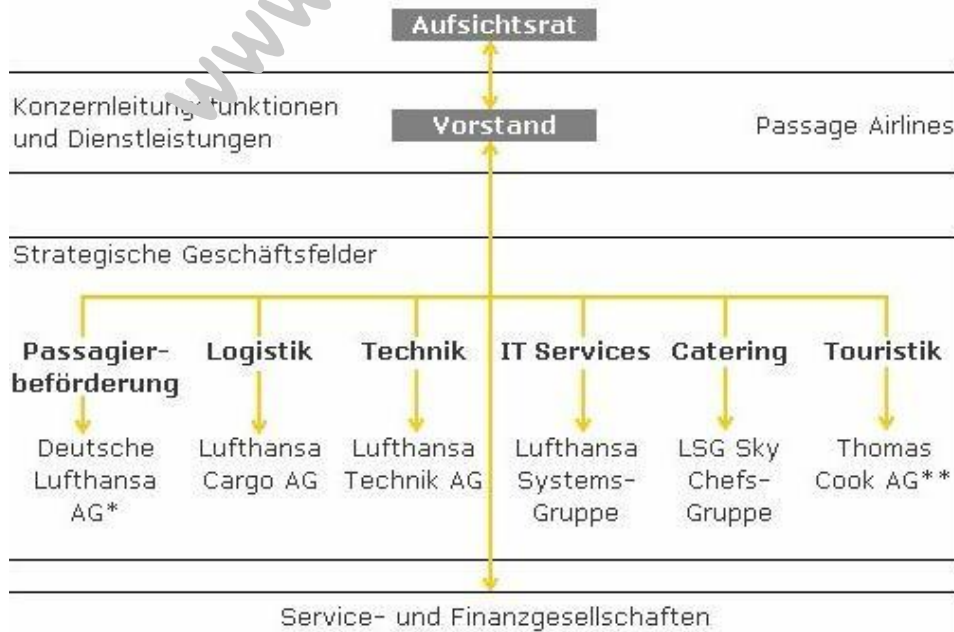 www.
Aufsichtsrat
Konzernleitungsfunktionen
und Dienstleistungen
Vorstand
Passage Airlines
Strategische Geschäftsfelder
Passagier-
beförderung
Logistik
Technik
IT Services
Catering
Touristik
Deutsche
Lufthansa
AG*
Lufthansa
Cargo AG
Lufthansa
Technik AG
Lufthansa
Systems-
Gruppe
LSG Sky
Chefs-
Gruppe
Thomas
Cook AG**
Service- und Finanzgesellschaften